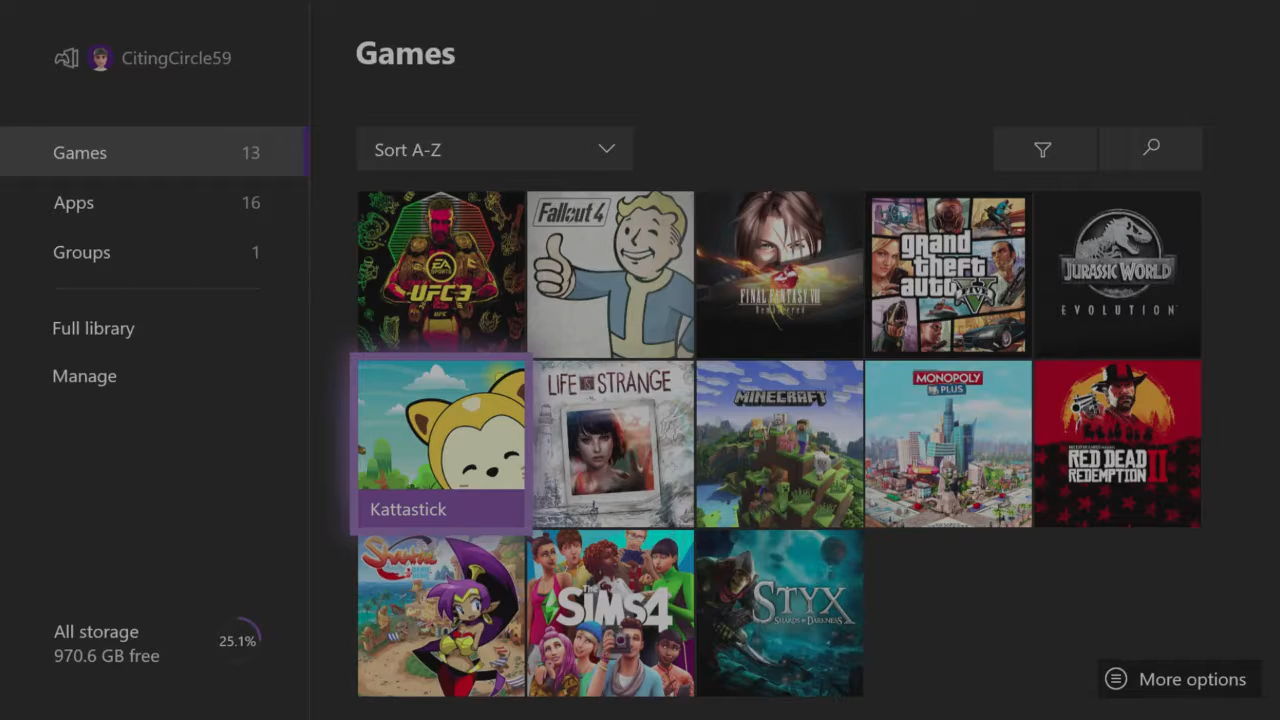 CitingCircle59
Games
Games 13
Apps 16
Groups 1
Full library
Manage
All storage
970.6 GB free
25.1%
Sort A-Z
EA
SPORTS
UFC 3
UFC
Fallout 4
FINAL FANTASY VIII
Remastered
grand
theft
auto
V
JURASSIC WORLD
EVOLUTION
Kattastick
LIFE IS STRANGE
MINECRAFT
MONOPOLY
PLUS
RED DEAD
REDEMPTION II
Shantae
The
SIMS 4
STYX
SHARDS OF DARKNESS
More options